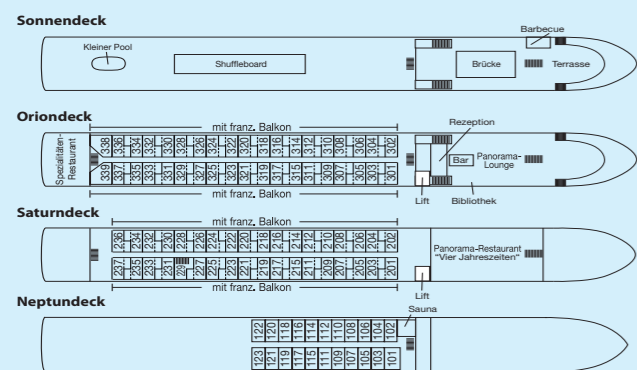 Sonnendeck
Barbecue
Kleiner Pool
Shuffleboard
Brücke
Terrasse
Oriondeck
mit franz. Balkon
Rezeption
Spezialitäten-
Restaurant
338 336 334 332 330 328 326 324 322 320 318 316 314 312 310 308 306 304 302
Bar
Panorama-
Lounge
339 337 335 333 331 329 327 325 323 321 319 317 315 311 309 307 305 303 301
mit franz. Balkon
Lift
Bibliothek
Saturndeck
mit franz. Balkon
236 234 232 230 228 226 224 222 220 218 216 214 212 210 208 206 204 202
Panorama-Restaurant
"Vier Jahreszeiten"
237 235 233 231 229 227 225 223 221 219 217 215 211 209 207 205 203 201
mit franz. Balkon
Lift
Neptundeck
Sauna
122 120 118 116 114 112 110 108 106 104 102
123 121 119 117 115 111 109 107 105 103 101